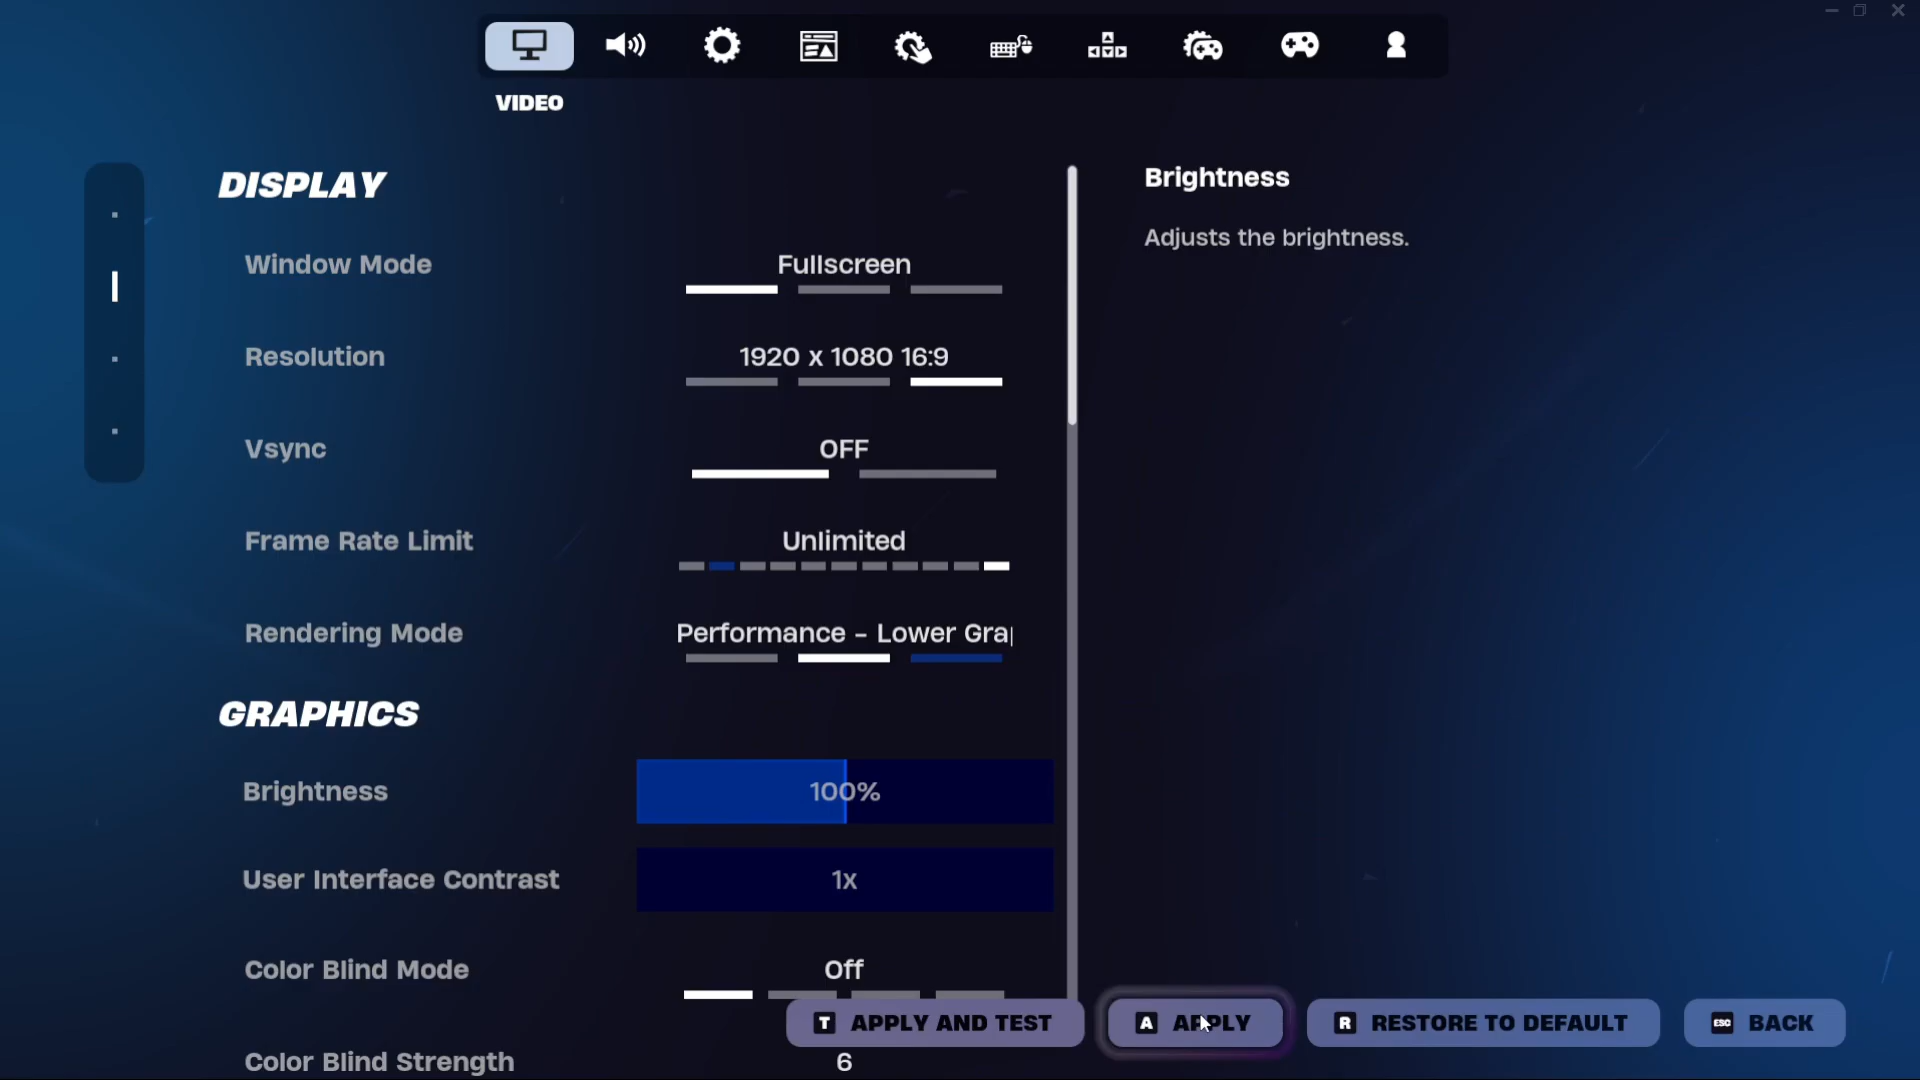 VIDEO
DISPLAY
Window Mode
Fullscreen
Resolution
1920 x 1080 16:9
Vsync
OFF
Frame Rate Limit
Unlimited
Rendering Mode
Performance - Lower Gra
GRAPHICS
Brightness
100%
User Interface Contrast
1x
Color Blind Mode
Off
Color Blind Strength
6
Brightness
Adjusts the brightness.
T APPLY AND TEST
A APPLY
R RESTORE TO DEFAULT
ESC BACK